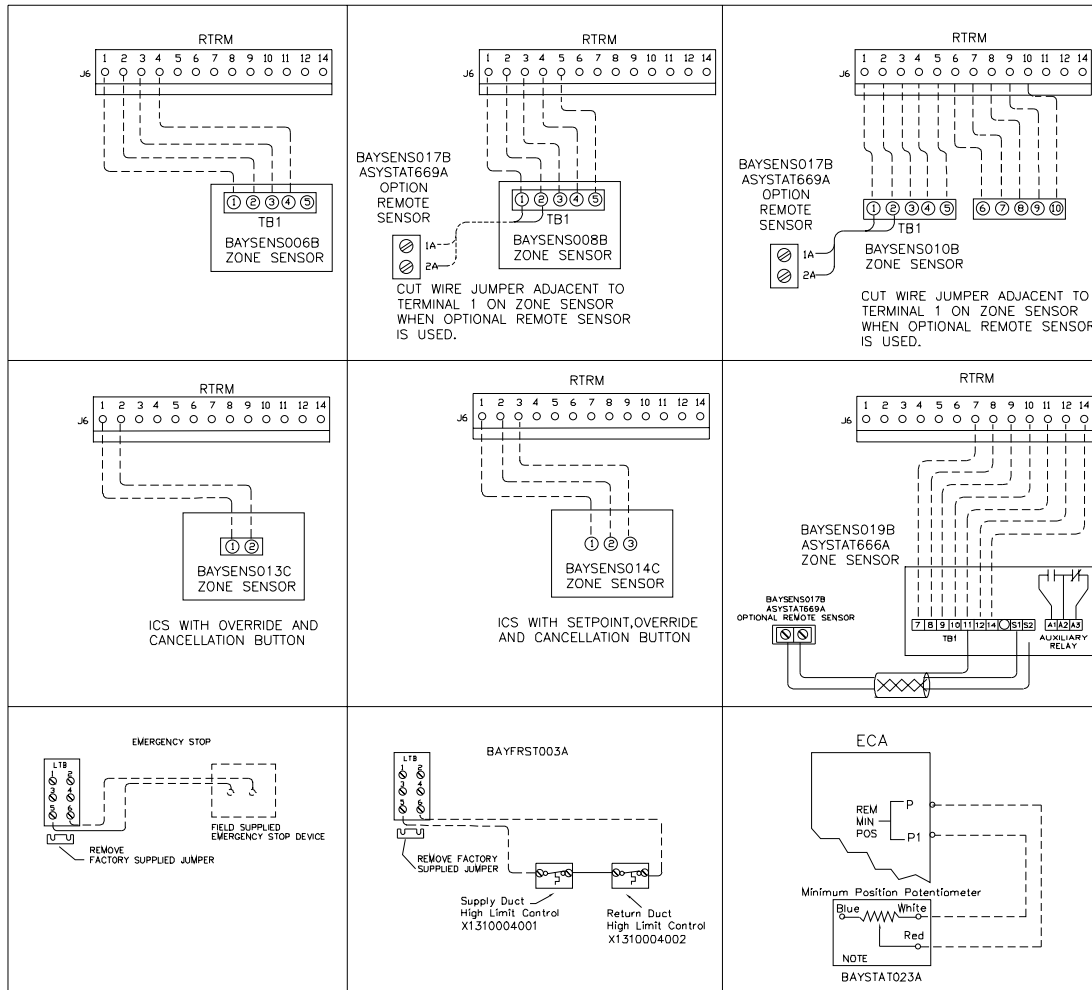 RTRM
J6 1 2 3 4 5 6 7 8 9 10 11 12 14
1 2 3 4 5
TB1
BAYSENS006B
ZONE SENSOR
RTRM
J6 1 2 3 4 5 6 7 8 9 10 11 12 14
BAYSENS017B
ASYSTAT669A
OPTION
REMOTE
SENSOR
1A
2A
1 2 3 4 5
TB1
BAYSENS008B
ZONE SENSOR
CUT WIRE JUMPER ADJACENT TO
TERMINAL 1 ON ZONE SENSOR
WHEN OPTIONAL REMOTE SENSOR
IS USED.
RTRM
J6 1 2 3 4 5 6 7 8 9 10 11 12 14
BAYSENS017B
ASYSTAT669A
OPTION
REMOTE
SENSOR
1A
2A
1 2 3 4 5 6 7 8 9 10
TB1
BAYSENS010B
ZONE SENSOR
CUT WIRE JUMPER ADJACENT TO
TERMINAL 1 ON ZONE SENSOR
WHEN OPTIONAL REMOTE SENSOR
IS USED.
RTRM
J6 1 2 3 4 5 6 7 8 9 10 11 12 14
1 2
BAYSENS013C
ZONE SENSOR
ICS WITH OVERRIDE AND
CANCELLATION BUTTON
RTRM
J6 1 2 3 4 5 6 7 8 9 10 11 12 14
1 2 3
BAYSENS014C
ZONE SENSOR
ICS WITH SETPOINT,OVERRIDE
AND CANCELLATION BUTTON
RTRM
J6 1 2 3 4 5 6 7 8 9 10 11 12 14
BAYSENS019B
ASYSTAT666A
ZONE SENSOR
BAYSENS017B
ASYSTAT669A
OPTIONAL REMOTE SENSOR
7 8 9 10 11 12 14 S1 S2
TB1
A1 A2 A3
AUXILIARY
RELAY
EMERGENCY STOP
LTB
1 2
3 4
5 6
REMOVE
FACTORY SUPPLIED JUMPER
FIELD SUPPLIED
EMERGENCY STOP DEVICE
BAYFRST003A
LTB
1 2
3 4
5 6
REMOVE FACTORY
SUPPLIED JUMPER
Supply Duct
High Limit Control
X1310004001
Return Duct
High Limit Control
X1310004002
ECA
REM
MIN
POS
P
P1
Minimum Position Potentiometer
Blue White
Red
NOTE
BAYSTAT023A